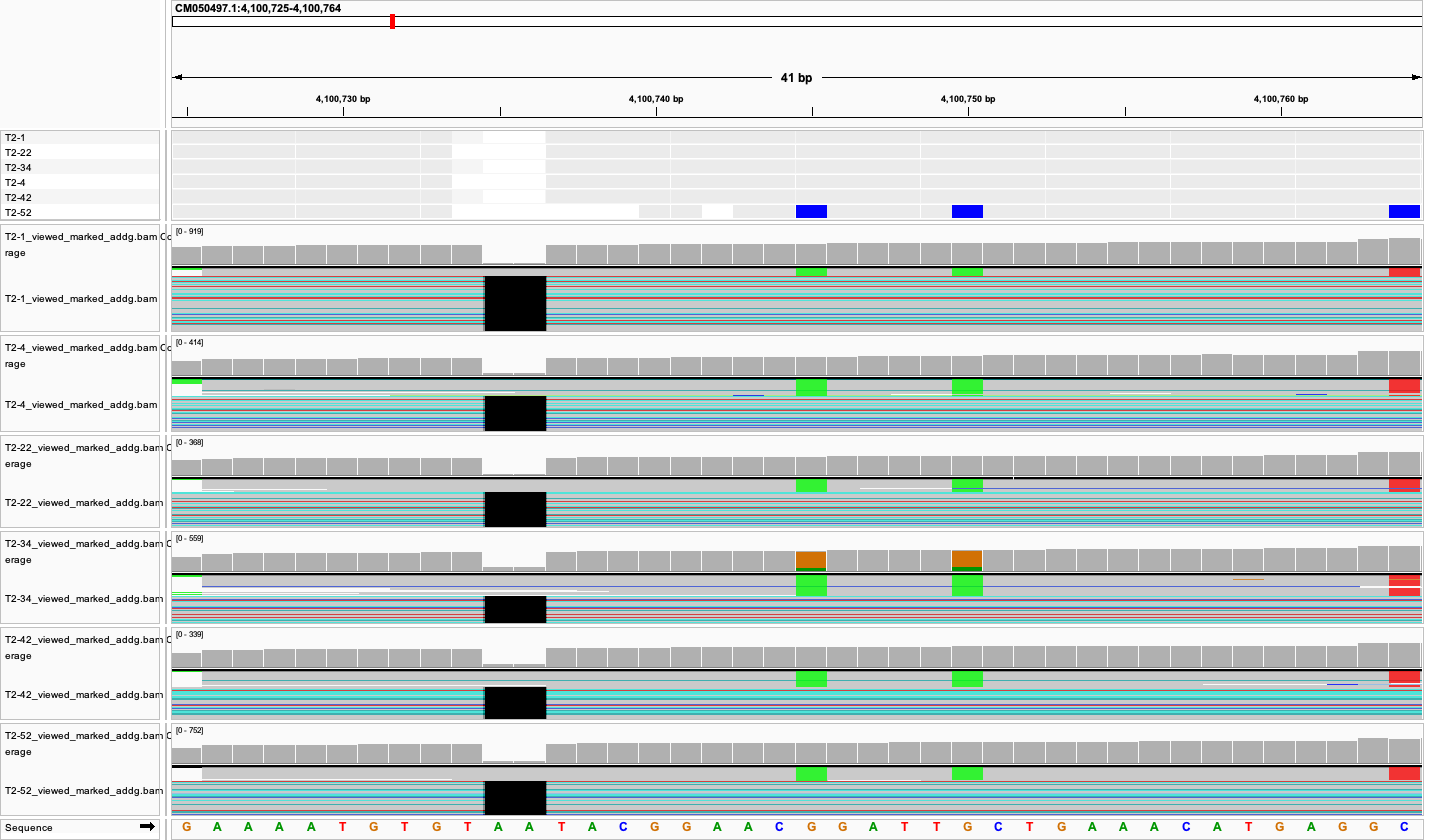 CM050497.1:4,100,725-4,100,764
41 bp
4,100,730 bp 4,100,740 bp 4,100,750 bp 4,100,760 bp
T2-1
T2-22
T2-34
T2-4
T2-42
T2-52
T2-1_viewed_marked_addg.bam Co
rage
[0 - 919]
T2-1_viewed_marked_addg.bam
T2-4_viewed_marked_addg.bam Co
rage
[0 - 414]
T2-4_viewed_marked_addg.bam
T2-22_viewed_marked_addg.bam C
erage
[0 - 368]
T2-22_viewed_marked_addg.bam
T2-34_viewed_marked_addg.bam C
erage
[0 - 559]
T2-34_viewed_marked_addg.bam
T2-42_viewed_marked_addg.bam C
erage
[0 - 339]
T2-42_viewed_marked_addg.bam
T2-52_viewed_marked_addg.bam C
erage
[0 - 752]
T2-52_viewed_marked_addg.bam
Sequence G A A A A T G T G T A A T A C G G A A C G G A T T G C T G A A A C A T G A G G C